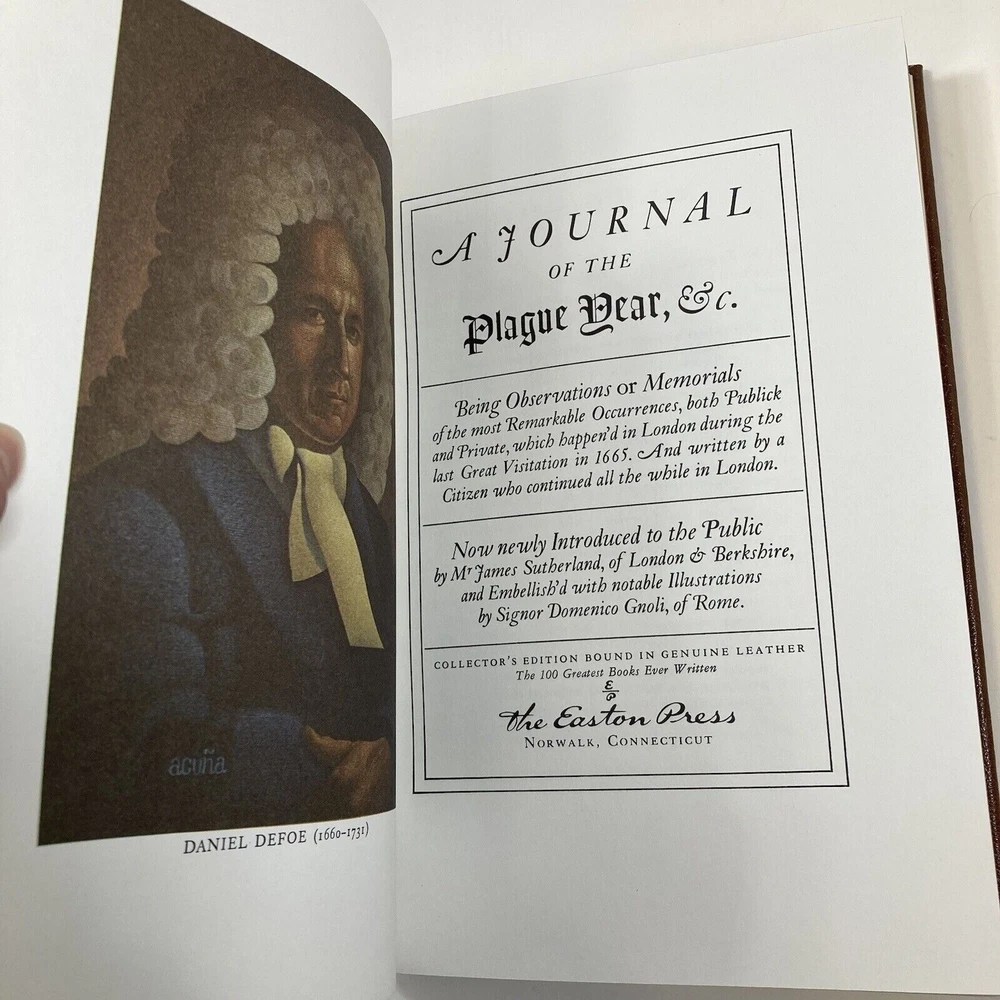 acuña
DANIEL DEFOE (1660–1731)
A JOURNAL
OF THE
Plague Year, &c.
Being Observations or Memorials
of the most Remarkable Occurrences, both Publick
and Private, which happen'd in London during the
last Great Visitation in 1665. And written by a
Citizen who continued all the while in London.
Now newly Introduced to the Public
by Mr James Sutherland, of London & Berkshire,
and Embellish'd with notable Illustrations
by Signor Domenico Gnoli, of Rome.
COLLECTOR'S EDITION BOUND IN GENUINE LEATHER
The 100 Greatest Books Ever Written
E
P
The Easton Press
NORWALK, CONNECTICUT